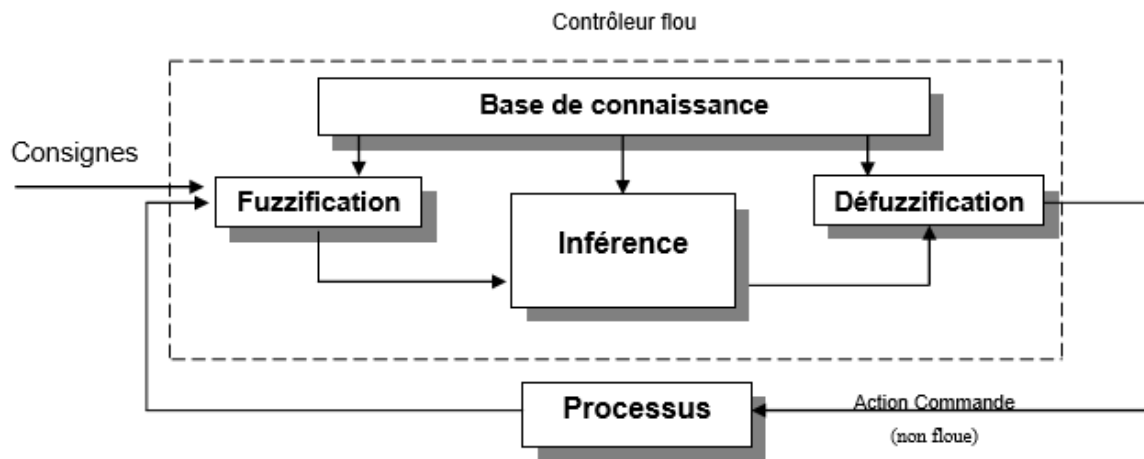 Contrôleur flou
Base de connaissance
Consignes
Fuzzification
Défuzzification
Inférence
Processus
Action Commande
(non floue)